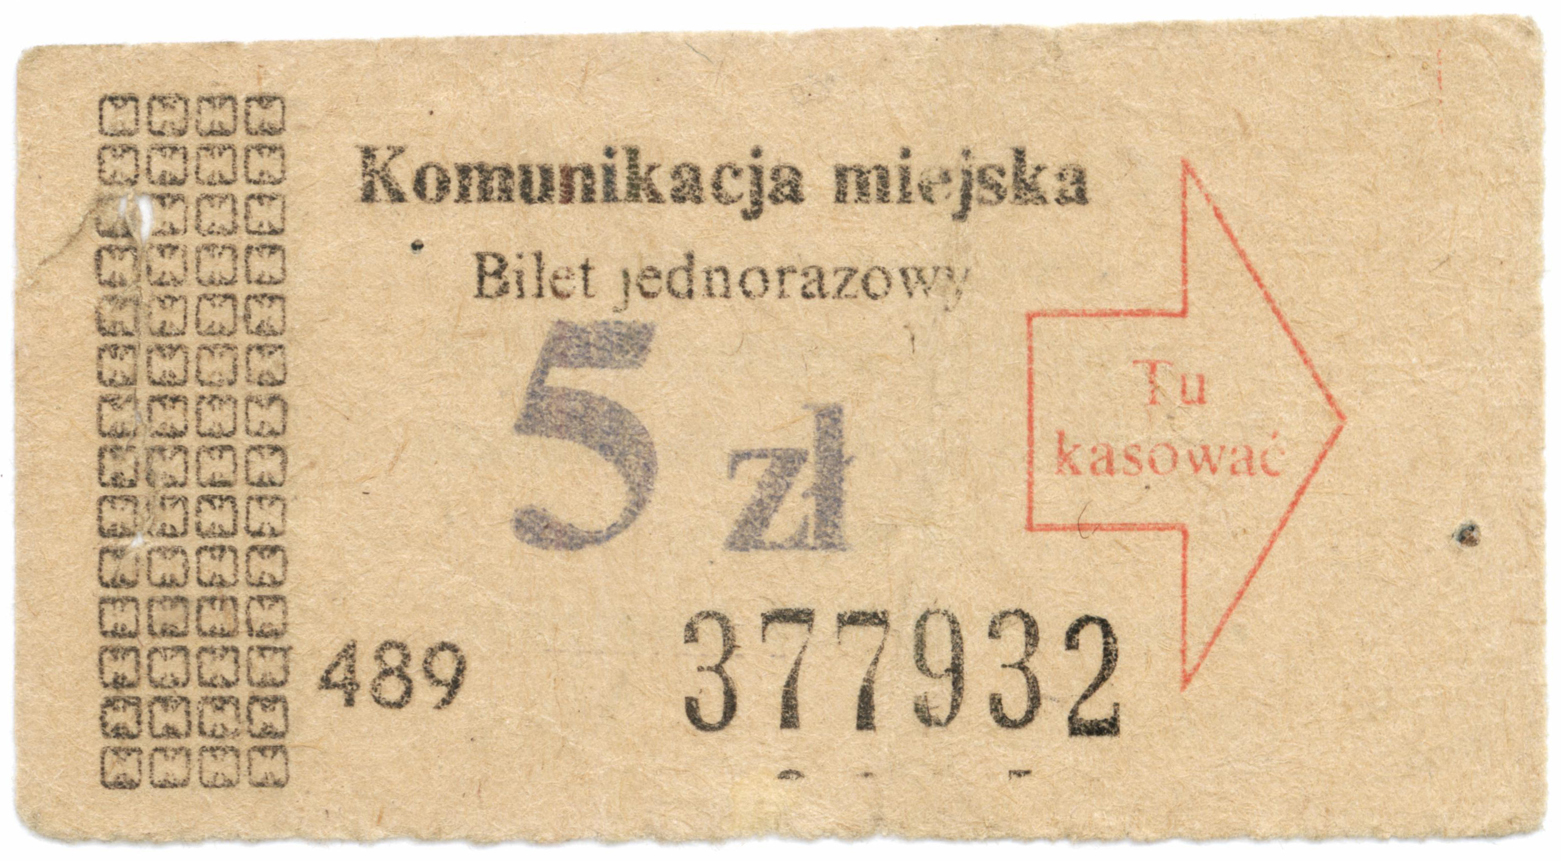 Komunikacja miejska
Bilet jednorazowy
5 zł
Tu
kasować
489
377932